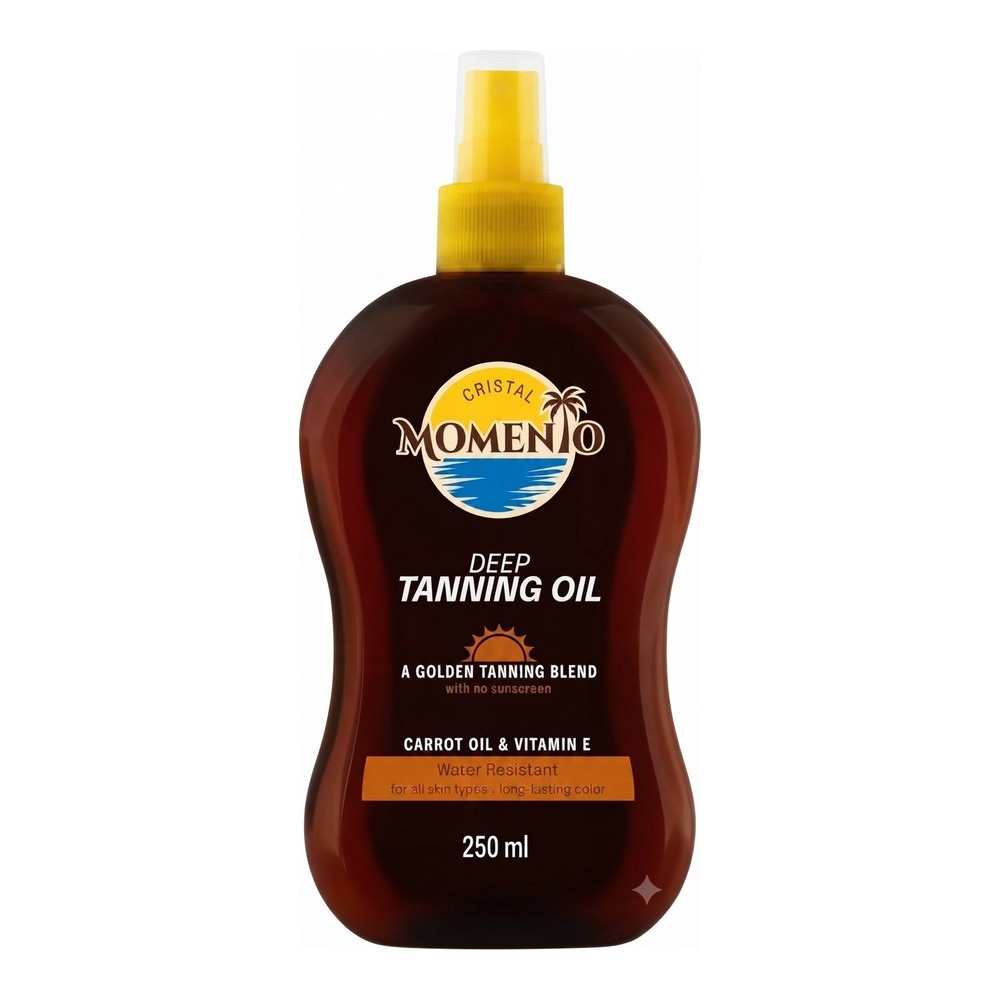 CRISTAL
MOMENTO
DEEP
TANNING OIL
A GOLDEN TANNING BLEND
with no sunscreen
CARROT OIL & VITAMIN E
Water Resistant
for all skin types . long-lasting color
250 ml